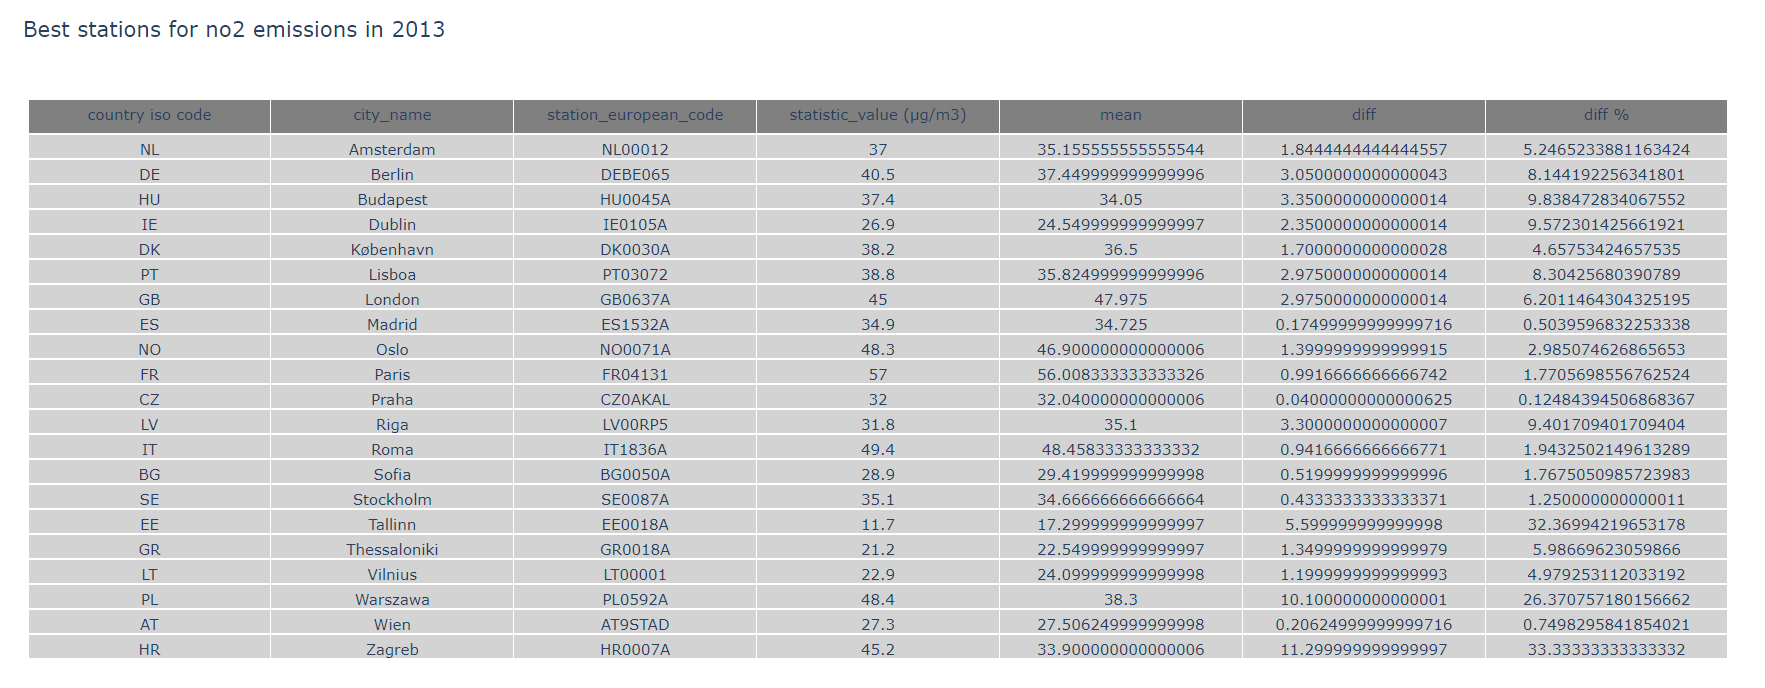 Best stations for no2 emissions in 2013
country iso code city_name station_european_code statistic_value (µg/m3) mean diff diff %
NL Amsterdam NL00012 37 35.155555555555544 1.8444444444444557 5.2465233881163424
DE Berlin DEBE065 40.5 37.449999999999996 3.0500000000000043 8.144192256341801
HU Budapest HU0045A 37.4 34.05 3.3500000000000014 9.838472834067552
IE Dublin IE0105A 26.9 24.549999999999997 2.3500000000000014 9.572301425661921
DK København DK0030A 38.2 36.5 1.7000000000000028 4.65753424657535
PT Lisboa PT03072 38.8 35.824999999999996 2.9750000000000014 8.30425680390789
GB London GB0637A 45 47.975 2.9750000000000014 6.2011464304325195
ES Madrid ES1532A 34.9 34.725 0.17499999999999716 0.5039596832253338
NO Oslo NO0071A 48.3 46.900000000000006 1.3999999999999915 2.985074626865653
FR Paris FR04131 57 56.008333333333326 0.9916666666666742 1.7705698556762524
CZ Praha CZ0AKAL 32 32.040000000000006 0.04000000000000625 0.12484394506868367
LV Riga LV00RP5 31.8 35.1 3.3000000000000007 9.401709401709404
IT Roma IT1836A 49.4 48.45833333333332 0.9416666666666771 1.9432502149613289
BG Sofia BG0050A 28.9 29.419999999999998 0.5199999999999996 1.7675050985723983
SE Stockholm SE0087A 35.1 34.666666666666664 0.4333333333333371 1.250000000000011
EE Tallinn EE0018A 11.7 17.299999999999997 5.599999999999998 32.36994219653178
GR Thessaloniki GR0018A 21.2 22.549999999999997 1.3499999999999979 5.98669623059866
LT Vilnius LT00001 22.9 24.099999999999998 1.1999999999999993 4.979253112033192
PL Warszawa PL0592A 48.4 38.3 10.100000000000001 26.370757180156662
AT Wien AT9STAD 27.3 27.506249999999998 0.20624999999999716 0.7498295841854021
HR Zagreb HR0007A 45.2 33.900000000000006 11.299999999999997 33.33333333333332